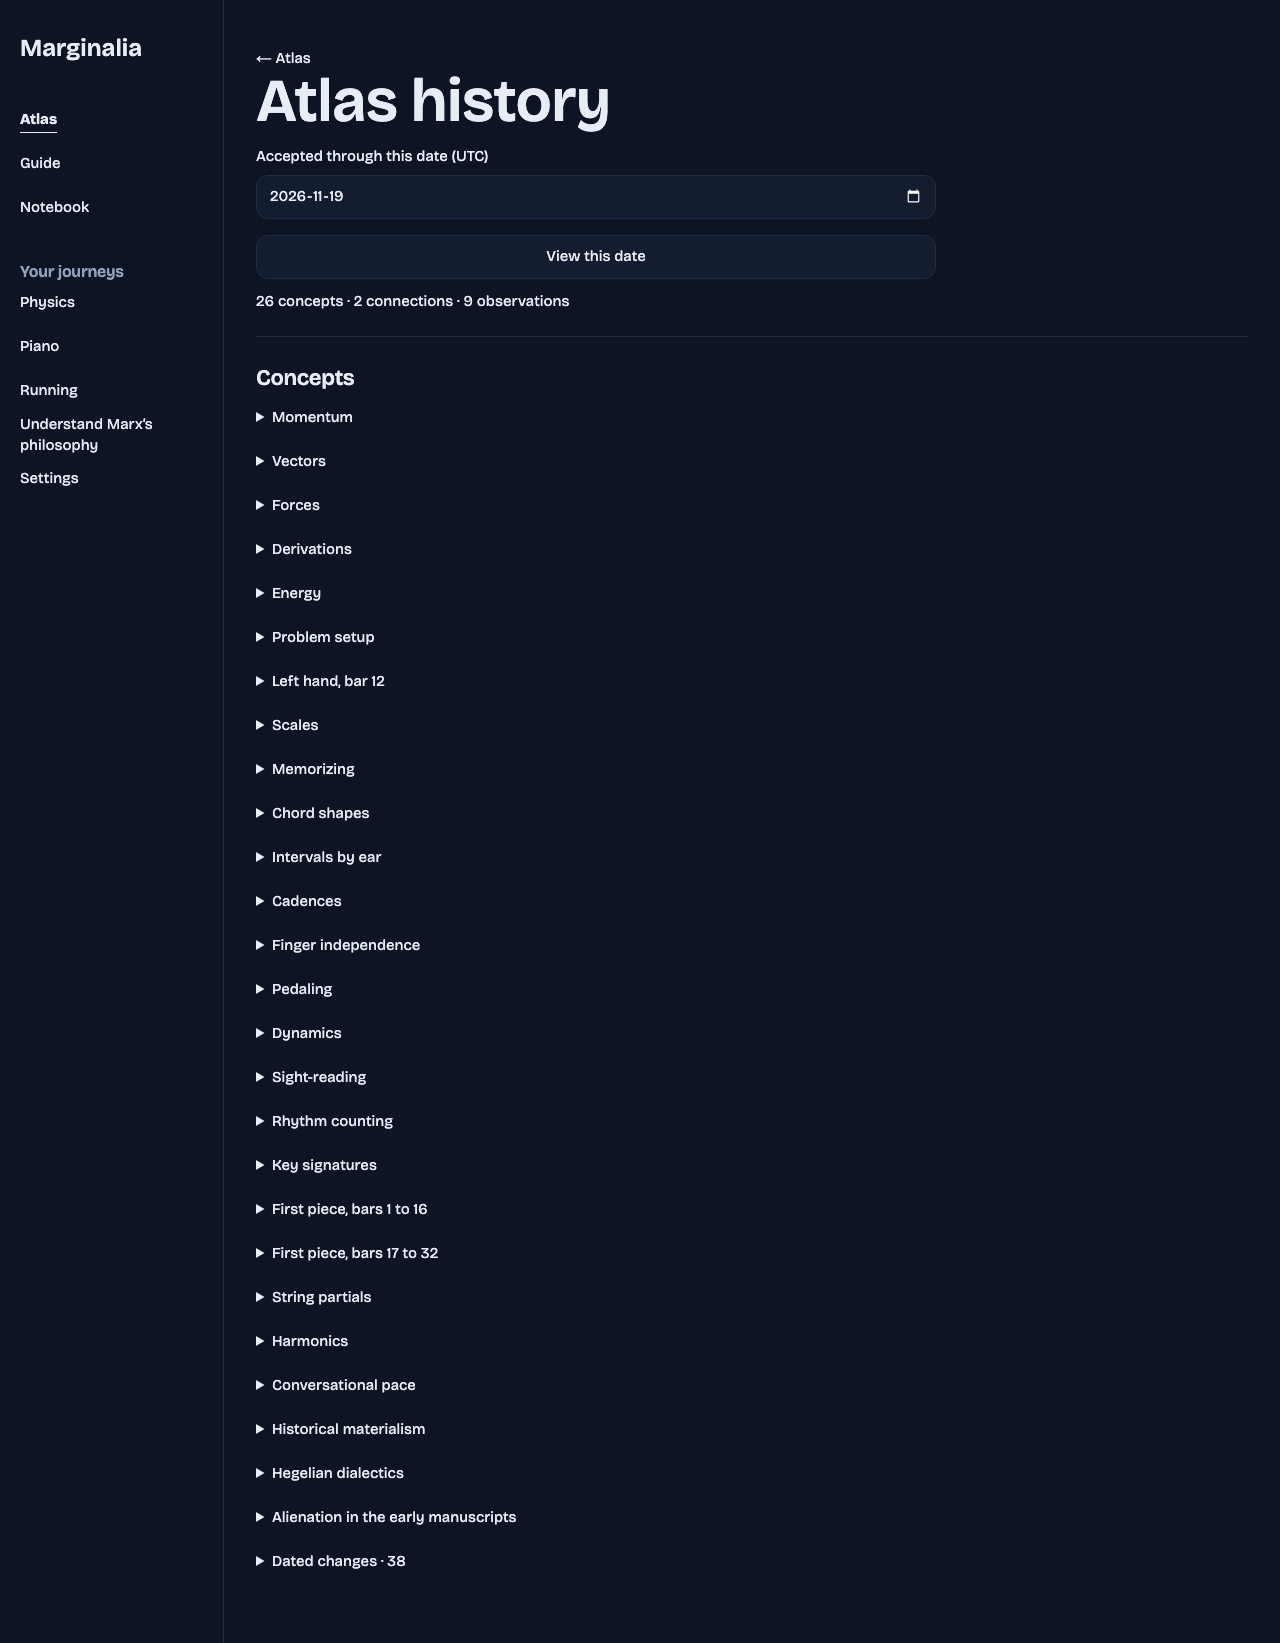 Marginalia
Atlas
Guide
Notebook
Your journeys
Physics
Piano
Running
Understand Marx's
philosophy
Settings
← Atlas
Atlas history
Accepted through this date (UTC)
2026-11-19
View this date
26 concepts · 2 connections · 9 observations
Concepts
Momentum
Vectors
Forces
Derivations
Energy
Problem setup
Left hand, bar 12
Scales
Memorizing
Chord shapes
Intervals by ear
Cadences
Finger independence
Pedaling
Dynamics
Sight-reading
Rhythm counting
Key signatures
First piece, bars 1 to 16
First piece, bars 17 to 32
String partials
Harmonics
Conversational pace
Historical materialism
Hegelian dialectics
Alienation in the early manuscripts
Dated changes · 38